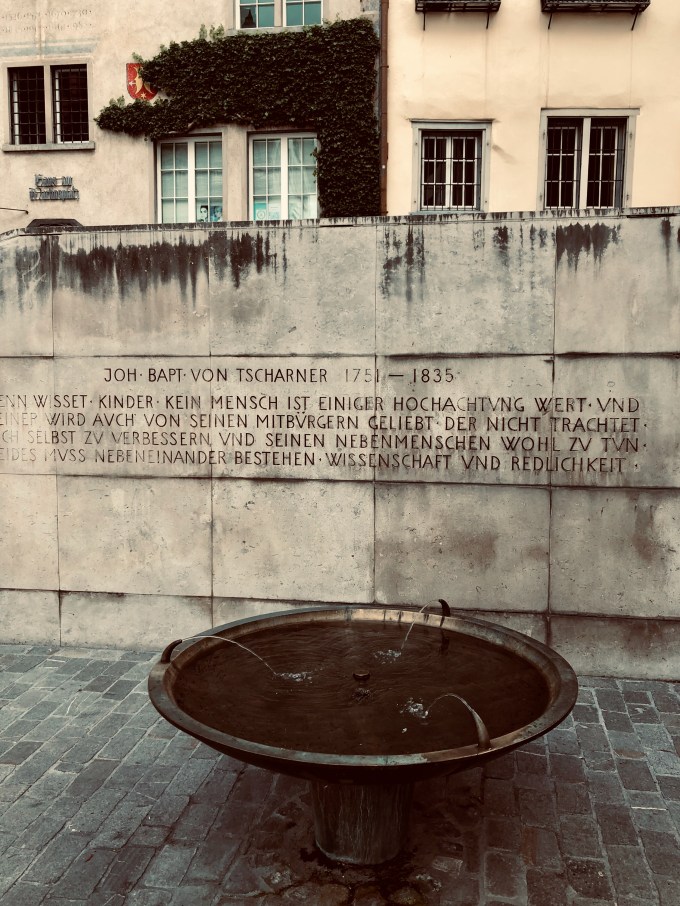 JOH · BAPT · VON TSCHARNER 1751 — 1835 ·
ENN WISSET · KINDER · KEIN MENSCH IST EINIGER HOCHACHTVNG WERT · VND
EINER WIRD AVCH VON SEINEN MITBÜRGERN GELIEBT · DER NICHT TRACHTET ·
CH SELBST ZV VERBESSERN VND SEINEN NEBENMENSCHEN WOHL ZV TVN ·
EIDES MVSS NEBENEINANDER BESTEHEN · WISSENSCHAFT VND REDLICHKEIT ·